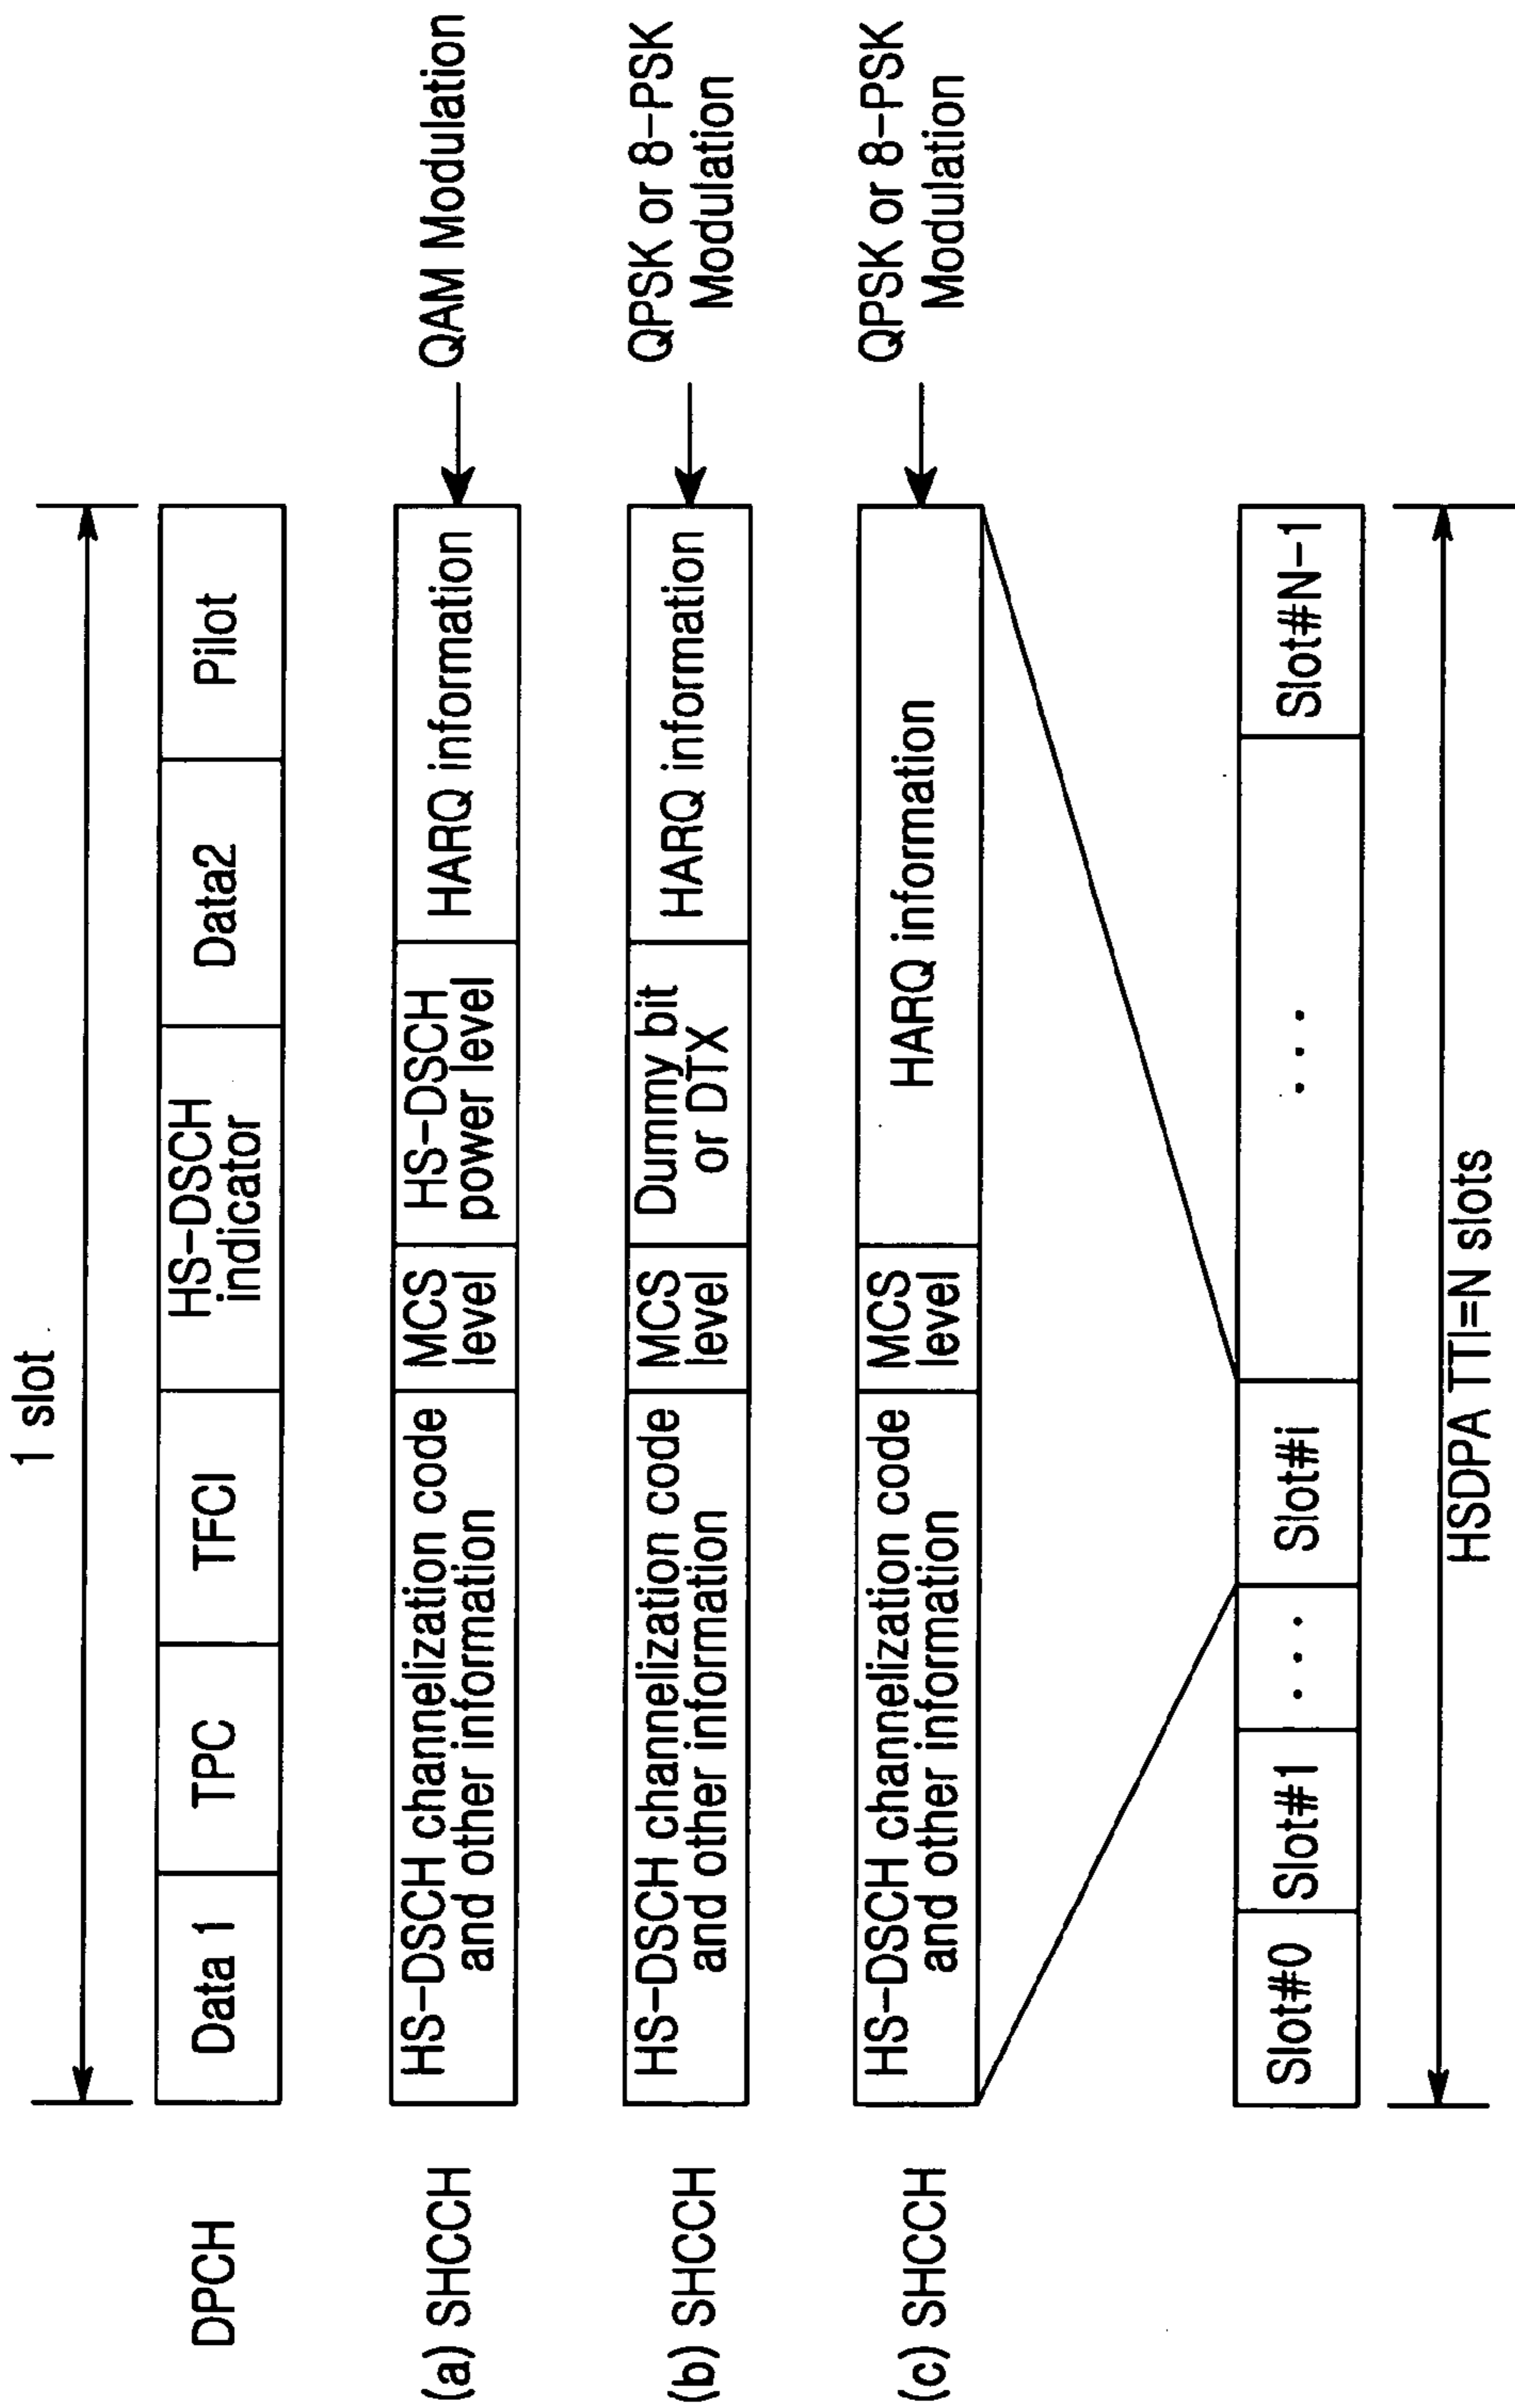 1 slot
DPCH
Data 1
TPC
TFCI
HS-DSCH
indicator
Data2
Pilot
(a) SHCCH
HS-DSCH channelization code
and other information
MCS
level
HS-DSCH
power level
HARQ information
QAM Modulation
(b) SHCCH
HS-DSCH channelization code
and other information
MCS
level
Dummy bit
or DTX
HARQ information
QPSK or 8-PSK
Modulation
(c) SHCCH
HS-DSCH channelization code
and other information
MCS
level
HARQ information
QPSK or 8-PSK
Modulation
Slot#0
Slot#1
...
Slot#i
...
Slot#N-1
HSDPA TTI=N slots